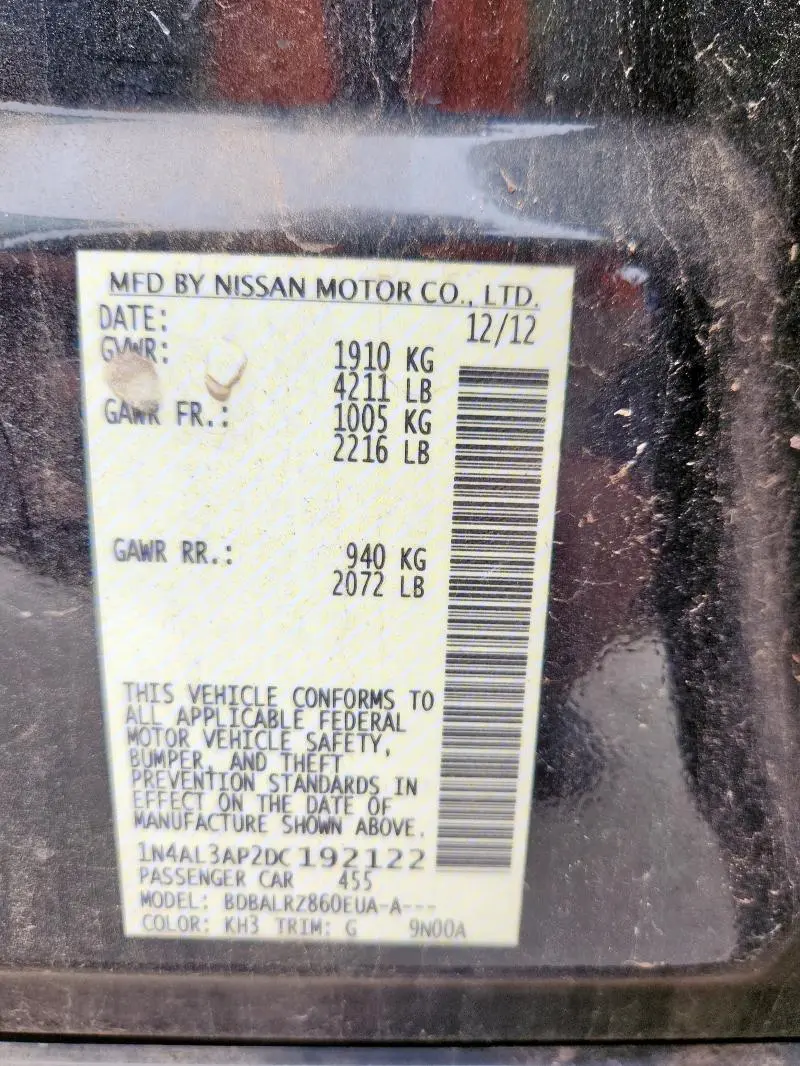 MFD BY NISSAN MOTOR CO., LTD.
DATE: 12/12
GVWR: 1910 KG
4211 LB
GAWR FR.: 1005 KG
2216 LB
GAWR RR.: 940 KG
2072 LB
THIS VEHICLE CONFORMS TO
ALL APPLICABLE FEDERAL
MOTOR VEHICLE SAFETY,
BUMPER, AND THEFT
PREVENTION STANDARDS IN
EFFECT ON THE DATE OF
MANUFACTURE SHOWN ABOVE.
1N4AL3AP2DC192122
PASSENGER CAR 455
MODEL: BDBALRZ860EUA-A---
COLOR: KH3 TRIM: G 9N00A